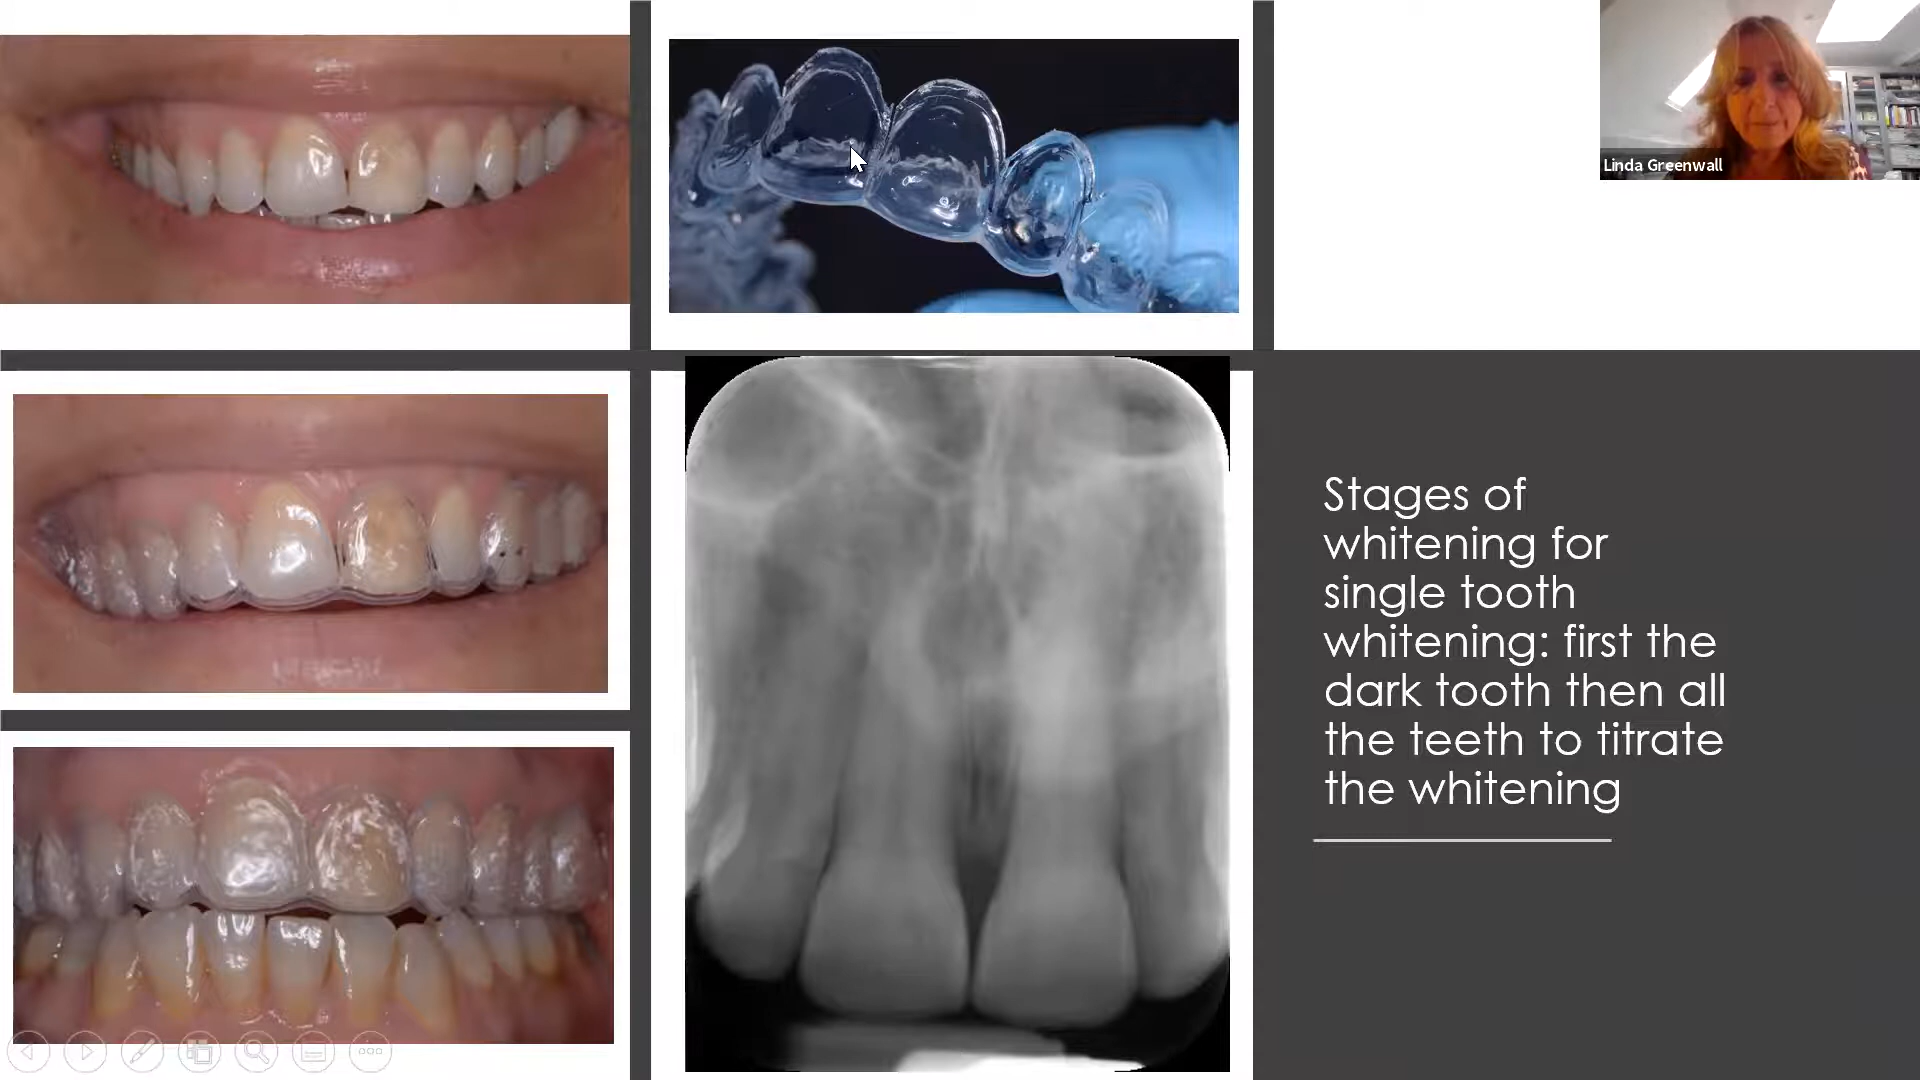 Linda Greenwall
Stages of
whitening for
single tooth
whitening: first the
dark tooth then all
the teeth to titrate
the whitening